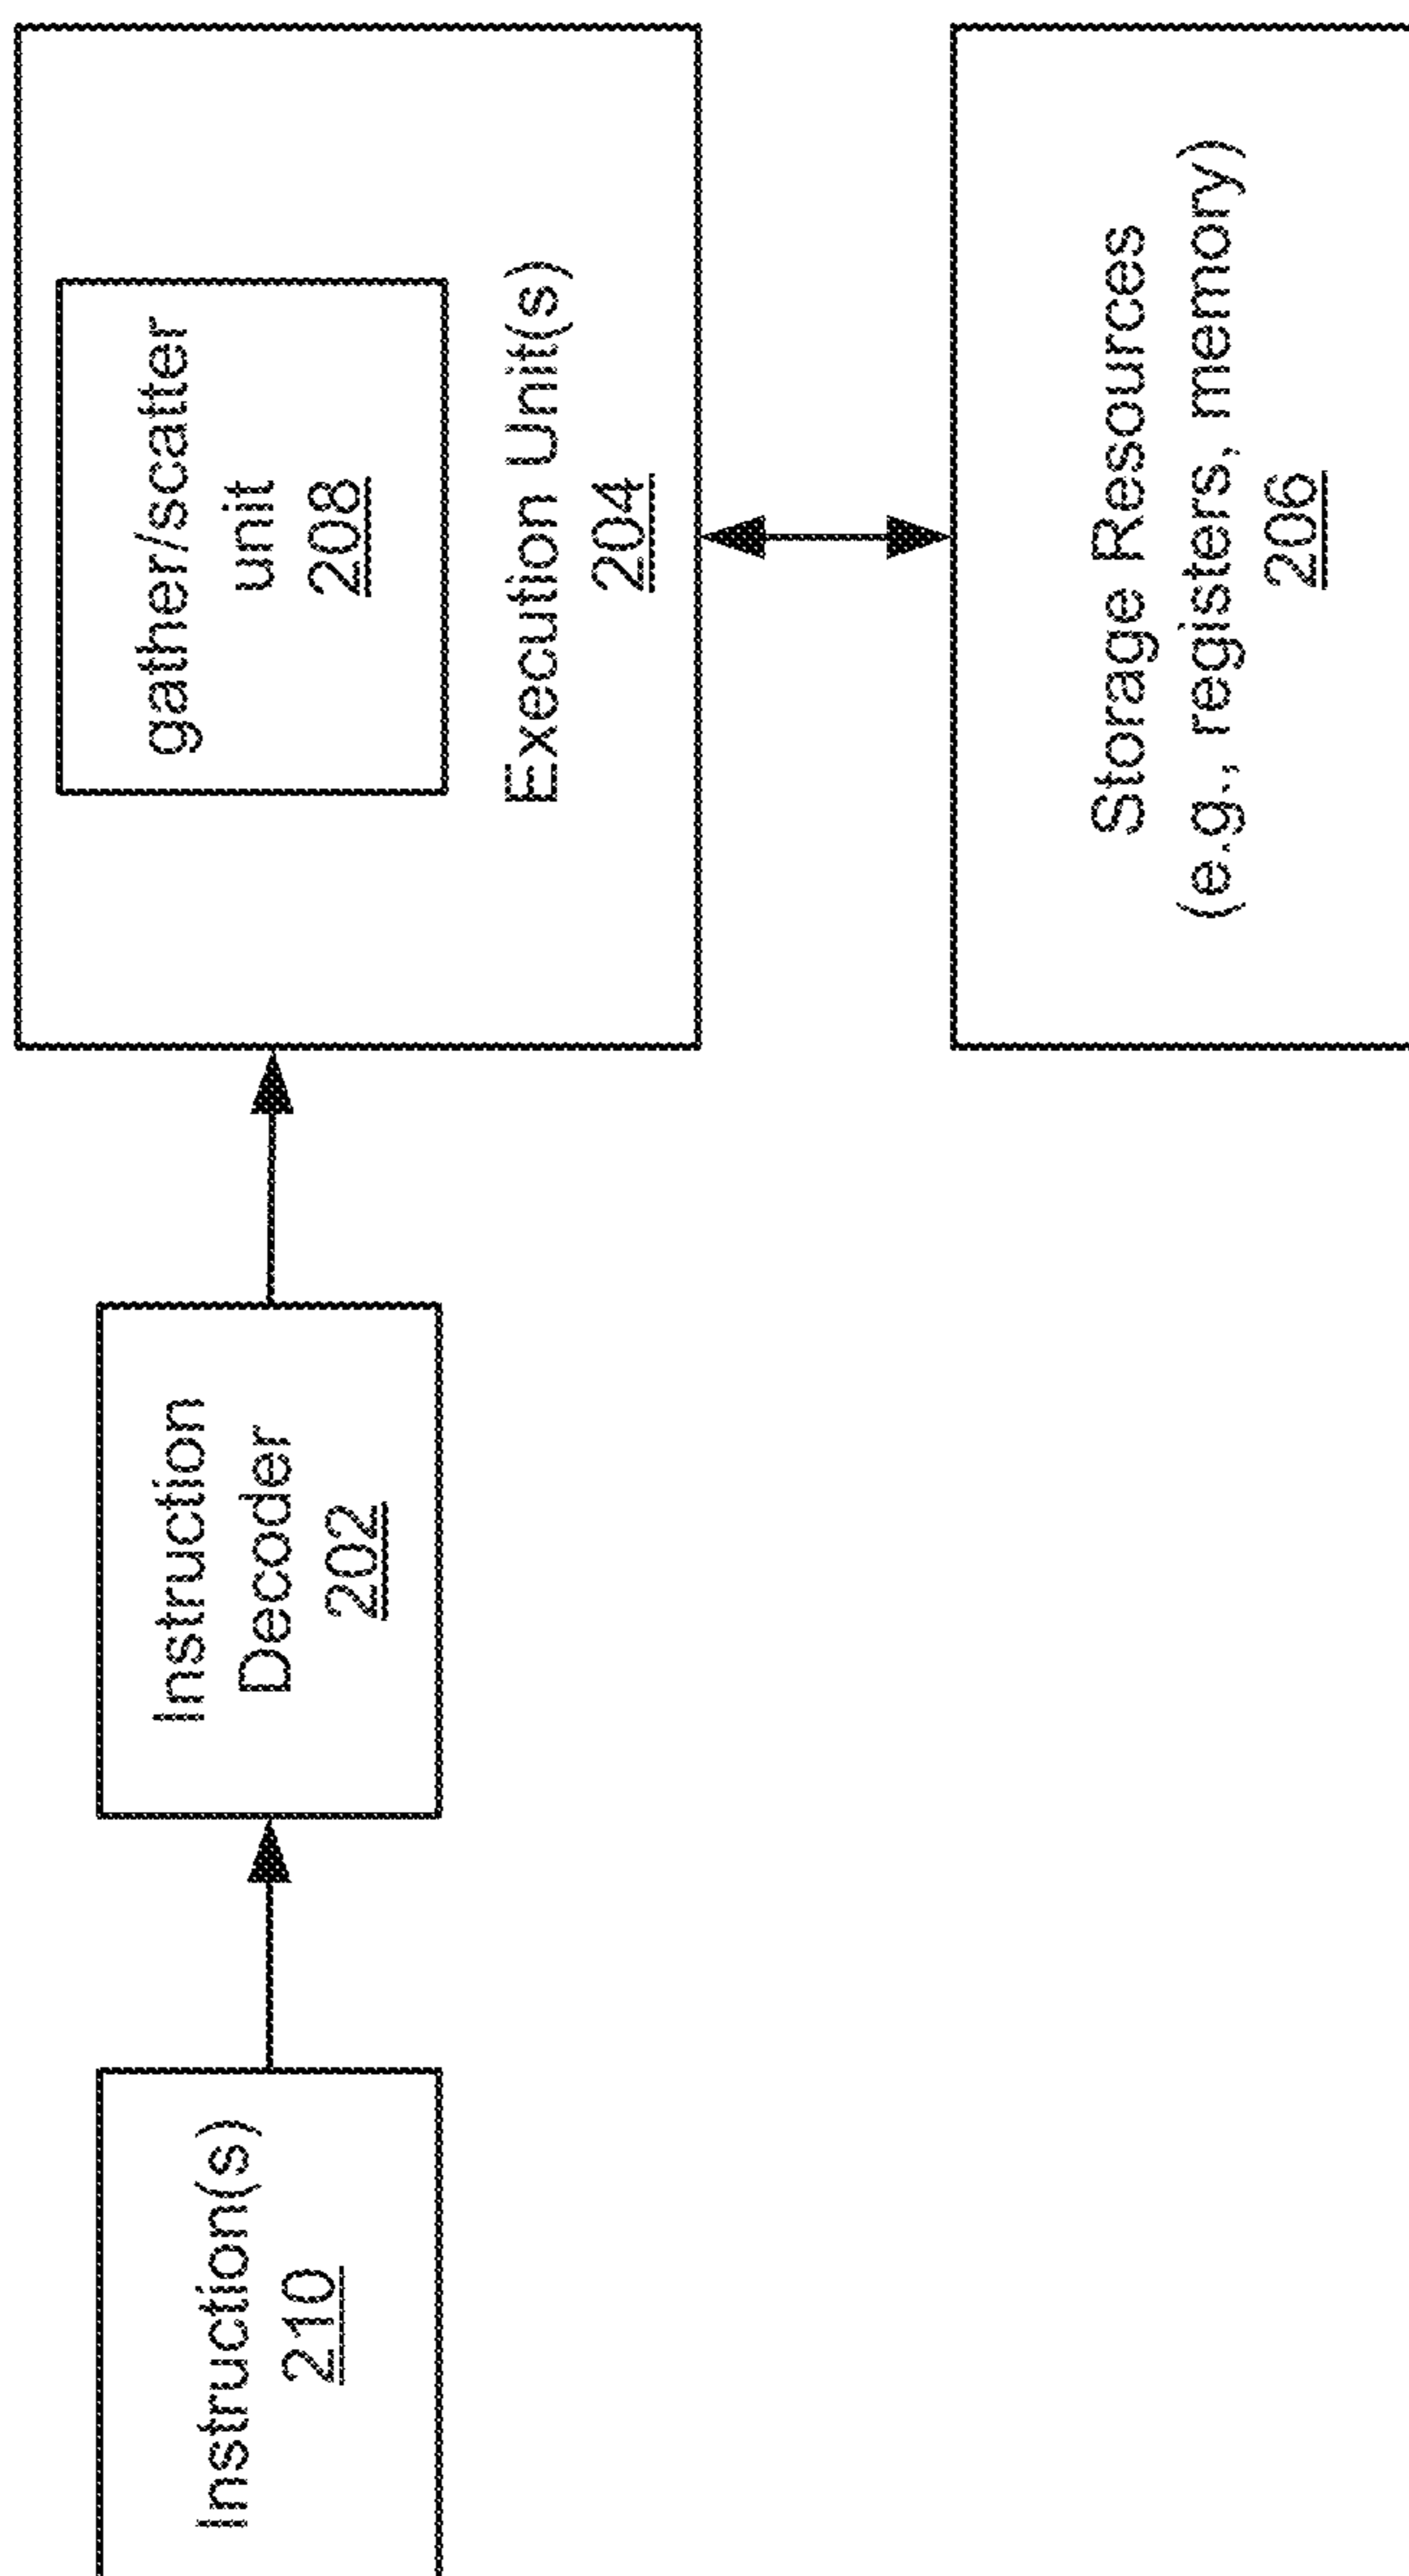 Instruction(s)
210
Instruction
Decoder
202
gather/scatter
unit
208
Execution Unit(s)
204
Storage Resources
(e.g., registers, memory)
206